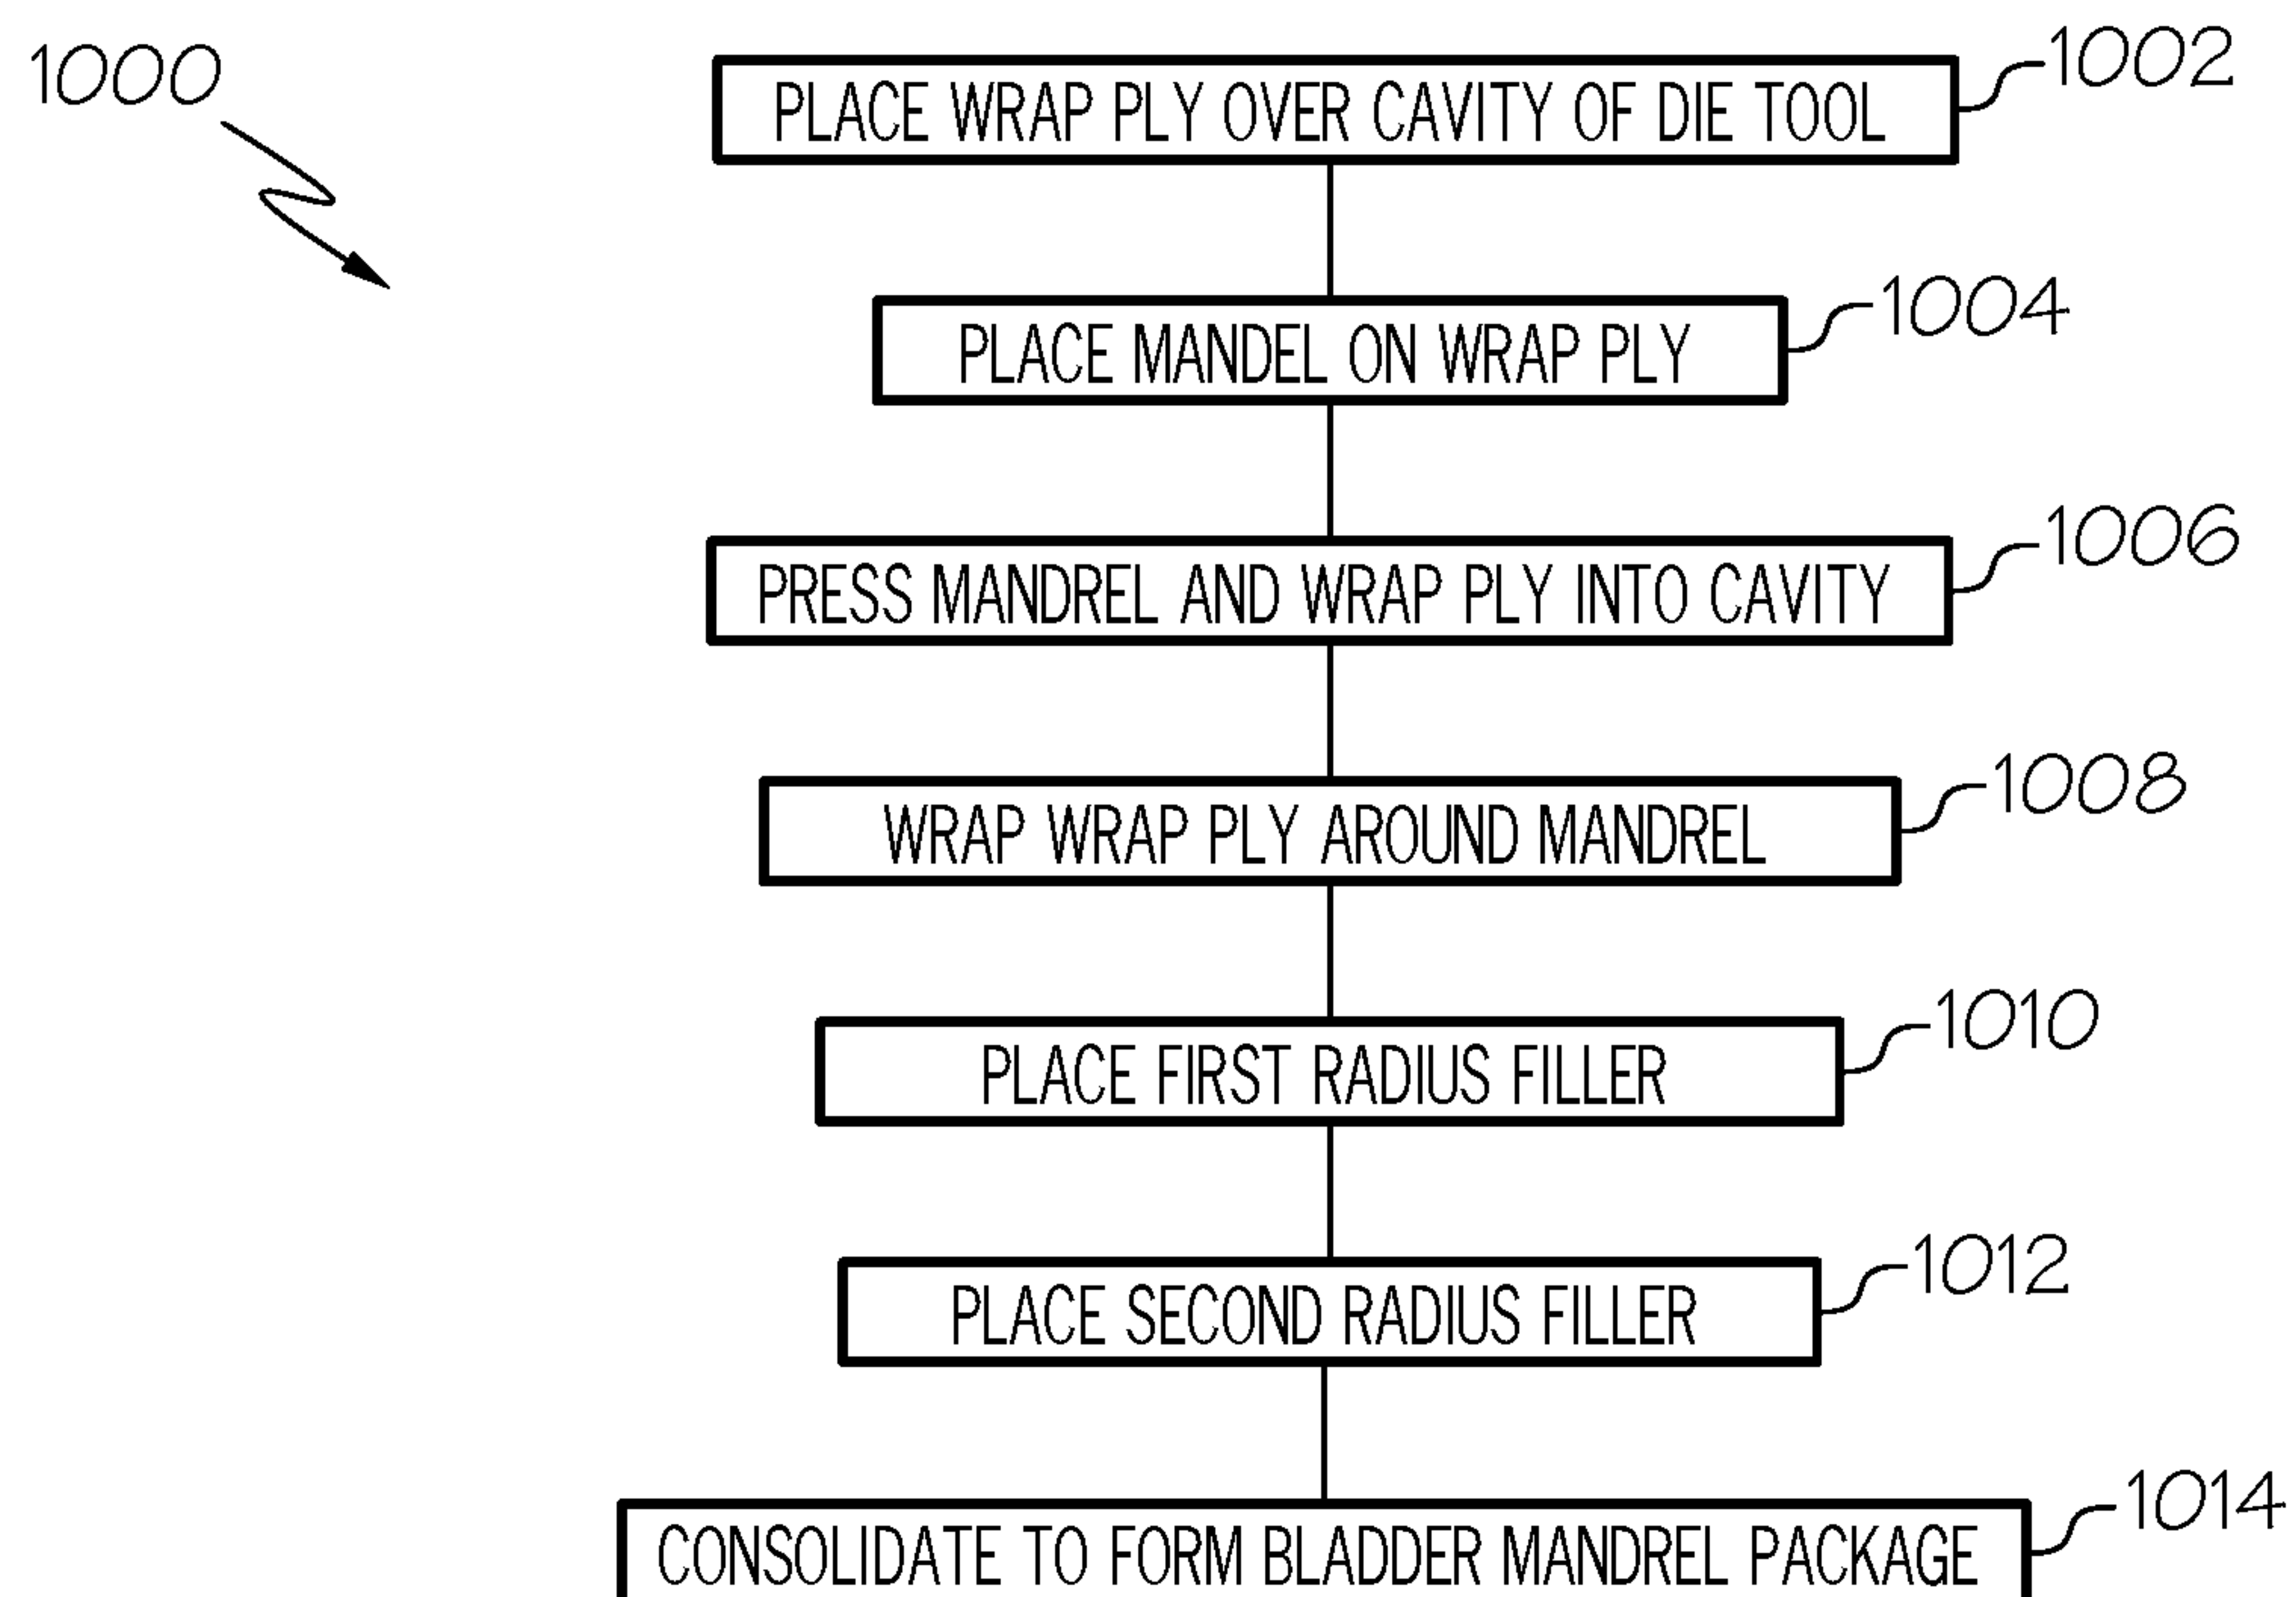 1000
PLACE WRAP PLY OVER CAVITY OF DIE TOOL
1002
PLACE MANDEL ON WRAP PLY
1004
PRESS MANDREL AND WRAP PLY INTO CAVITY
1006
WRAP WRAP PLY AROUND MANDREL
1008
PLACE FIRST RADIUS FILLER
1010
PLACE SECOND RADIUS FILLER
1012
CONSOLIDATE TO FORM BLADDER MANDREL PACKAGE
1014